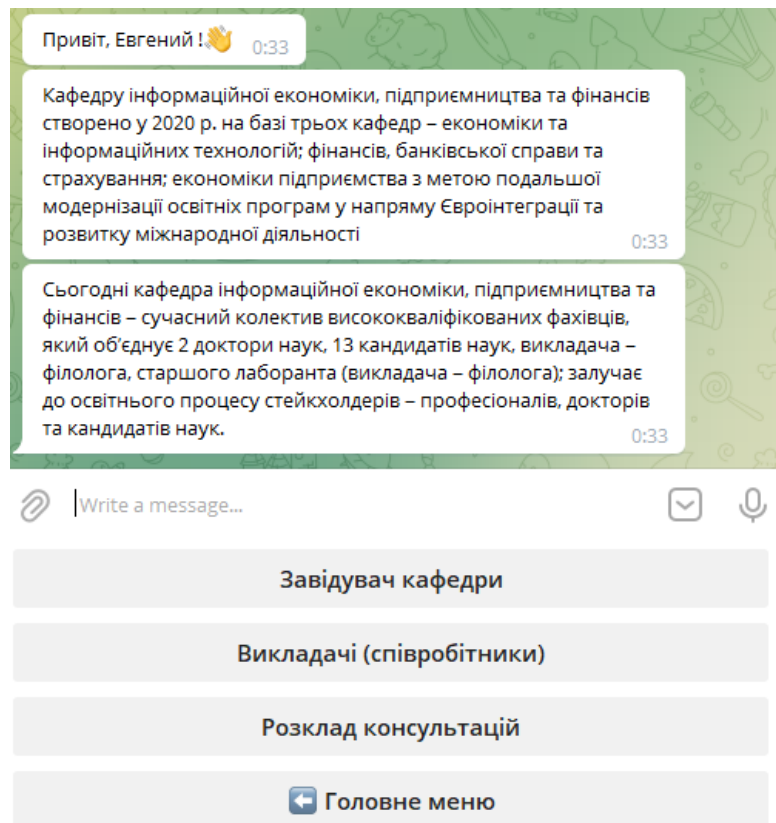 Привіт, Евгений !👋
0:33
Кафедру інформаційної економіки, підприємництва та фінансів
створено у 2020 р. на базі трьох кафедр – економіки та
інформаційних технологій; фінансів, банківської справи та
страхування; економіки підприємства з метою подальшої
модернізації освітніх програм у напряму Євроінтеграції та
розвитку міжнародної діяльності
0:33
Сьогодні кафедра інформаційної економіки, підприємництва та
фінансів – сучасний колектив висококваліфікованих фахівців,
який об’єднує 2 доктори наук, 13 кандидатів наук, викладача –
філолога, старшого лаборанта (викладача – філолога); залучає
до освітнього процесу стейкхолдерів – професіоналів, докторів
та кандидатів наук.
0:33
Write a message...
Завідувач кафедри
Викладачі (співробітники)
Розклад консультацій
⬅️ Головне меню